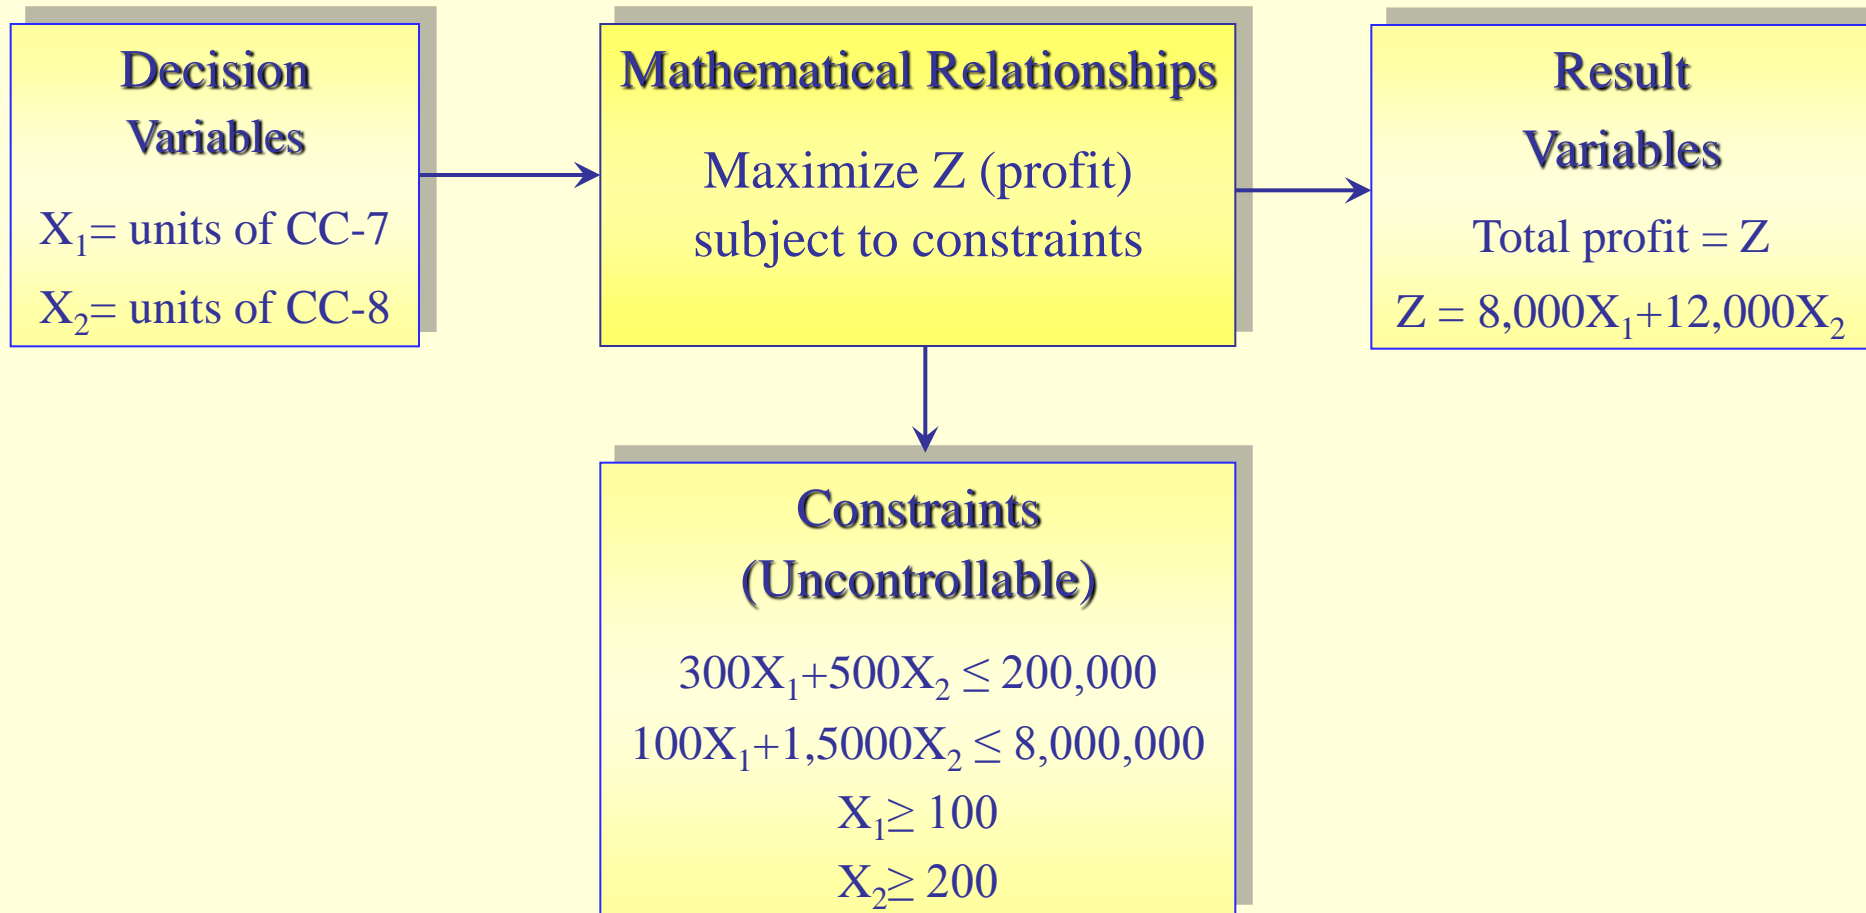 Decision
Variables
X₁= units of CC-7
X₂= units of CC-8
Mathematical Relationships
Maximize Z (profit)
subject to constraints
Result
Variables
Total profit = Z
Z = 8,000X₁+12,000X₂
Constraints
(Uncontrollable)
300X₁+500X₂ ≤ 200,000
100X₁+1,5000X₂ ≤ 8,000,000
X₁≥ 100
X₂≥ 200